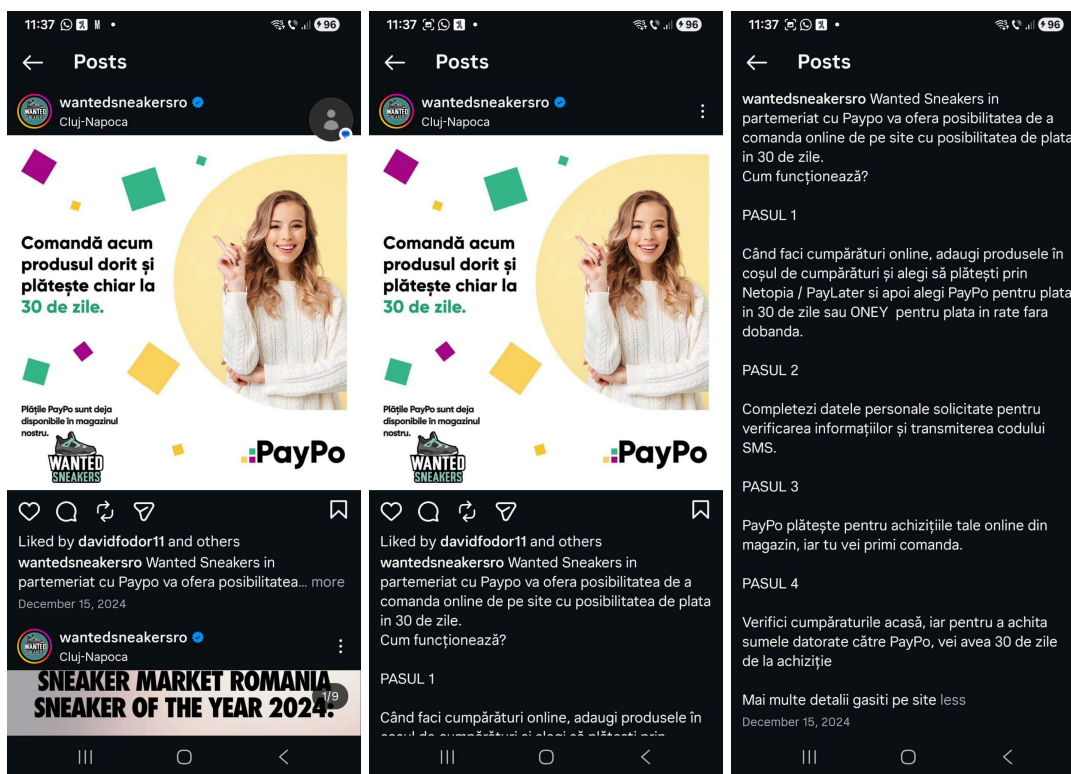 11:37
96
Posts
wantedsneakersro
Cluj-Napoca
Comandă acum
produsul dorit și
plătește chiar la
30 de zile.
Plățile PayPo sunt deja
disponibile în magazinul
nostru.
WANTED
SNEAKERS
PayPo
Liked by davidfodor11 and others
wantedsneakersro Wanted Sneakers in
partemeriat cu Paypo va ofera posibilitatea... more
December 15, 2024
wantedsneakersro
Cluj-Napoca
SNEAKER MARKET ROMANIA
SNEAKER OF THE YEAR 2024:
1/9
11:37
96
Posts
wantedsneakersro
Cluj-Napoca
Comandă acum
produsul dorit și
plătește chiar la
30 de zile.
Plățile PayPo sunt deja
disponibile în magazinul
nostru.
WANTED
SNEAKERS
PayPo
Liked by davidfodor11 and others
wantedsneakersro Wanted Sneakers in
partemeriat cu Paypo va ofera posibilitatea de a
comanda online de pe site cu posibilitatea de plata
in 30 de zile.
Cum funcționează?
PASUL 1
Când faci cumpărături online, adaugi produsele în
coșul de cumpărături și alegi să plătești prin
11:37
96
Posts
wantedsneakersro Wanted Sneakers in
partemeriat cu Paypo va ofera posibilitatea de a
comanda online de pe site cu posibilitatea de plata
in 30 de zile.
Cum funcționează?
PASUL 1
Când faci cumpărături online, adaugi produsele în
coșul de cumpărături și alegi să plătești prin
Netopia / PayLater si apoi alegi PayPo pentru plata
in 30 de zile sau ONEY pentru plata in rate fara
dobanda.
PASUL 2
Completezi datele personale solicitate pentru
verificarea informațiilor și transmiterea codului
SMS.
PASUL 3
PayPo plătește pentru achizițiile tale online din
magazin, iar tu vei primi comanda.
PASUL 4
Verifici cumpăraturile acasă, iar pentru a achita
sumele datorate către PayPo, vei avea 30 de zile
de la achiziție
Mai multe detalii gasiti pe site less
December 15, 2024